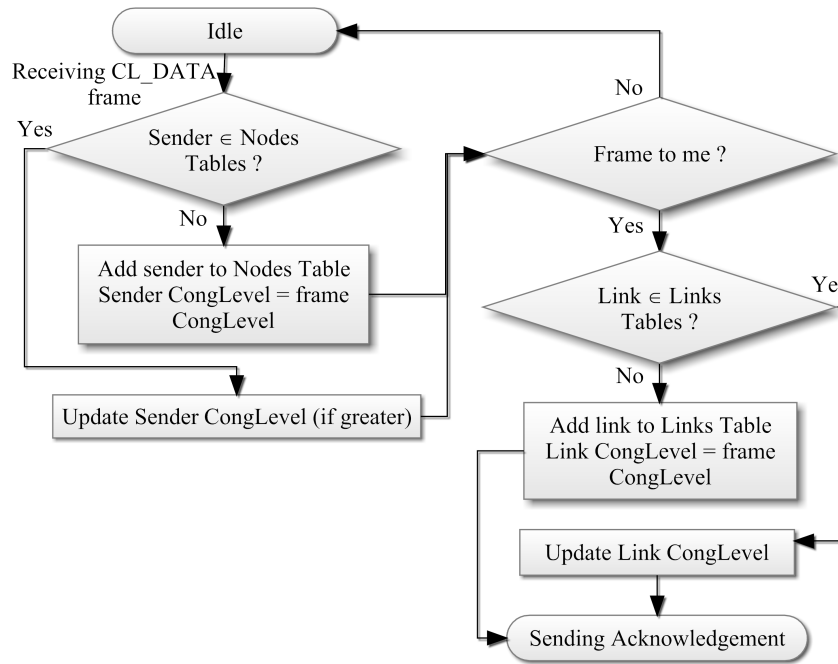 Idle
Receiving CL_DATA
frame
Yes
Sender ∈ Nodes
Tables ?
No
Add sender to Nodes Table
Sender CongLevel = frame
CongLevel
Update Sender CongLevel (if greater)
No
Frame to me ?
Yes
Link ∈ Links
Tables ?
Ye
No
Add link to Links Table
Link CongLevel = frame
CongLevel
Update Link CongLevel
Sending Acknowledgement